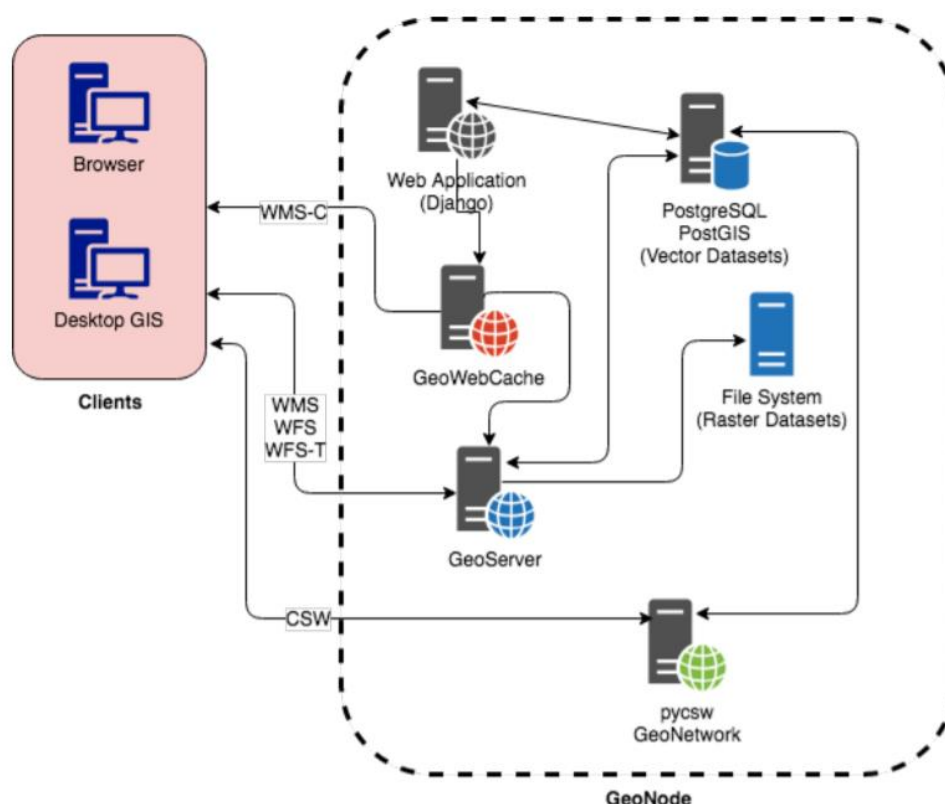 Browser
Desktop GIS
Clients
WMS-C
WMS
WFS
WFS-T
CSW
Web Application
(Django)
GeoWebCache
GeoServer
PostgreSQL
PostGIS
(Vector Datasets)
File System
(Raster Datasets)
pycsw
GeoNetwork
GeoNode